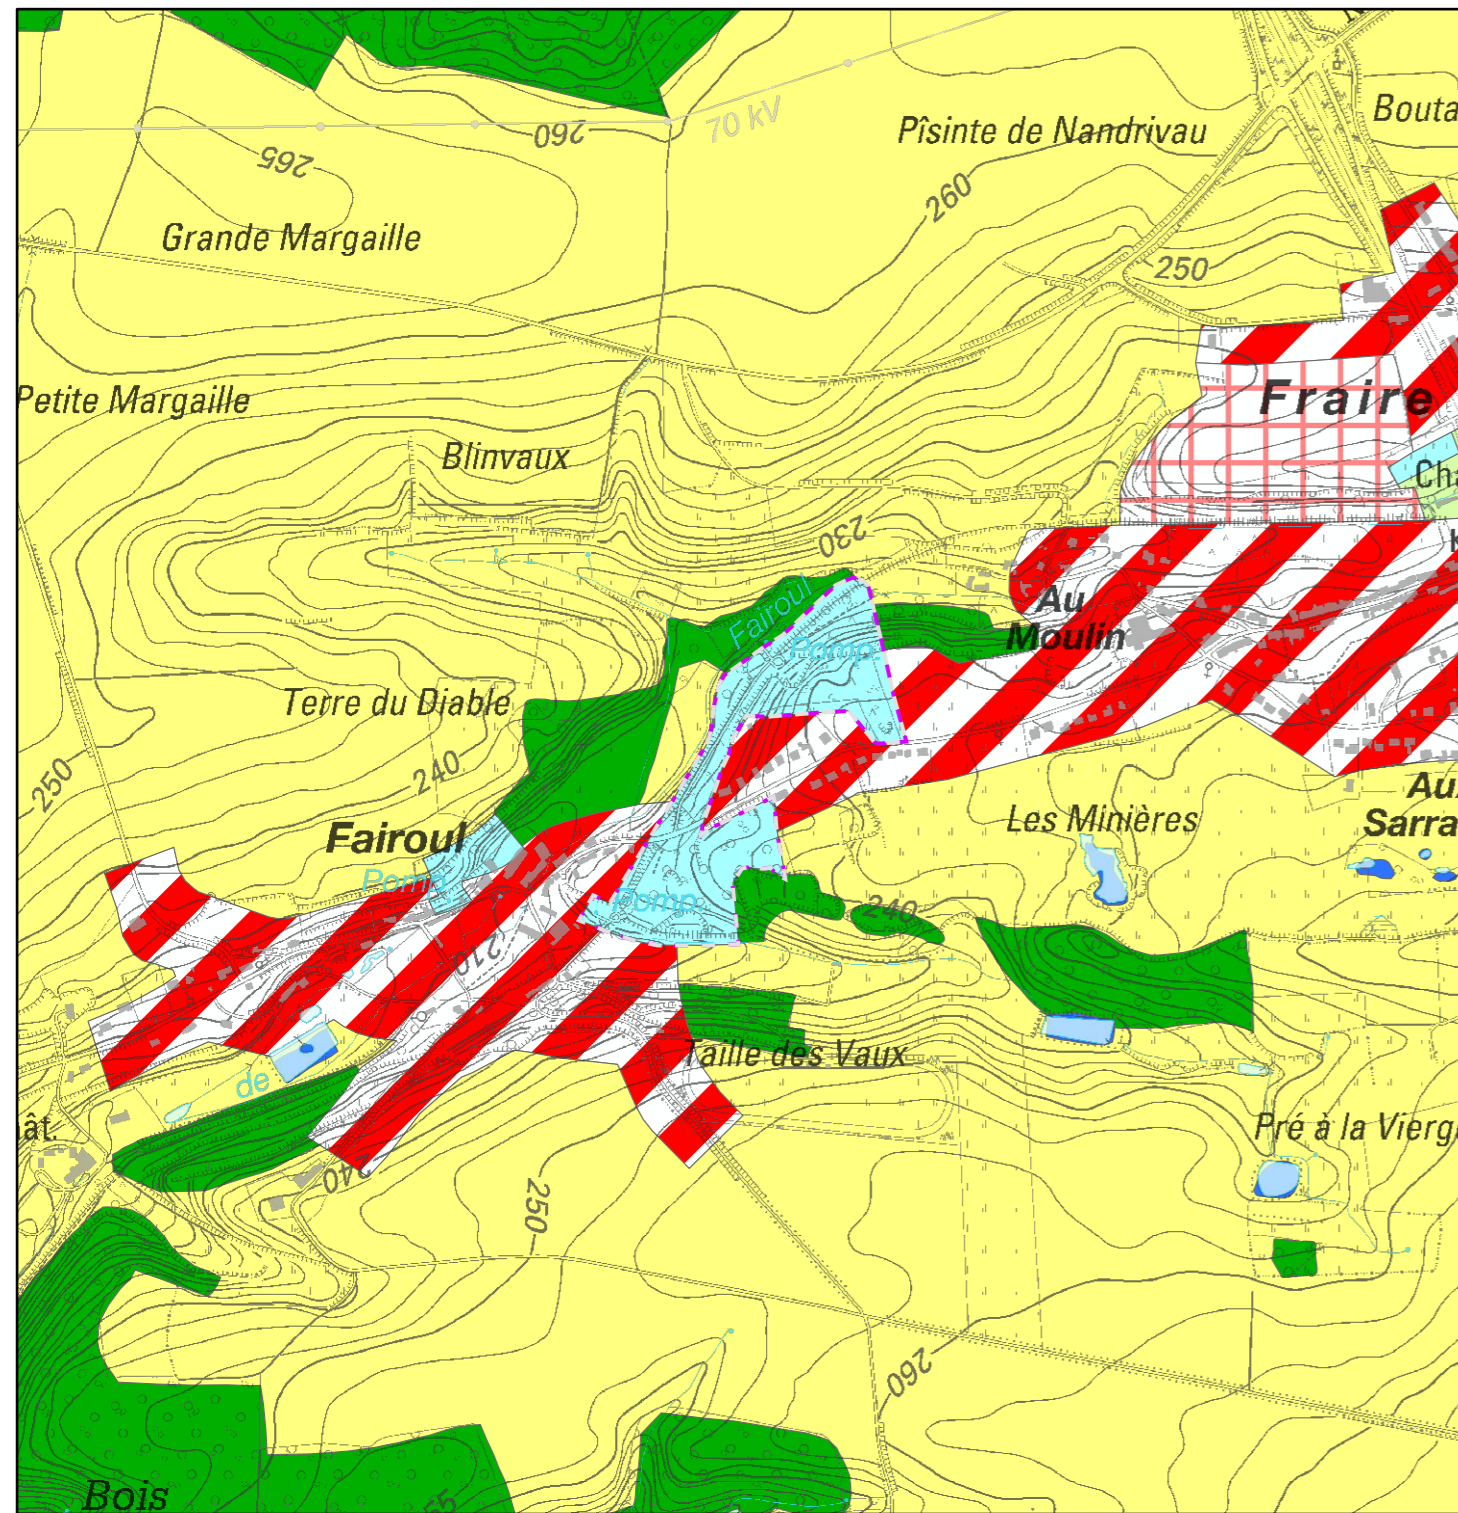 70 kV
Pîsinte de Nandrivau
Bouta
260
265
260
Grande Margaille
250
Petite Margaille
Fraire
Blinvaux
Cha
230
Fairoul
Au
Moulin
Pomp.
Terre du Diable
240
250
Les Minières
Au
Sarra
Fairoul
Pomp.
Pomp.
240
210
Taille des Vaux
de
ât.
Pré à la Vierg
240
250
260
Bois